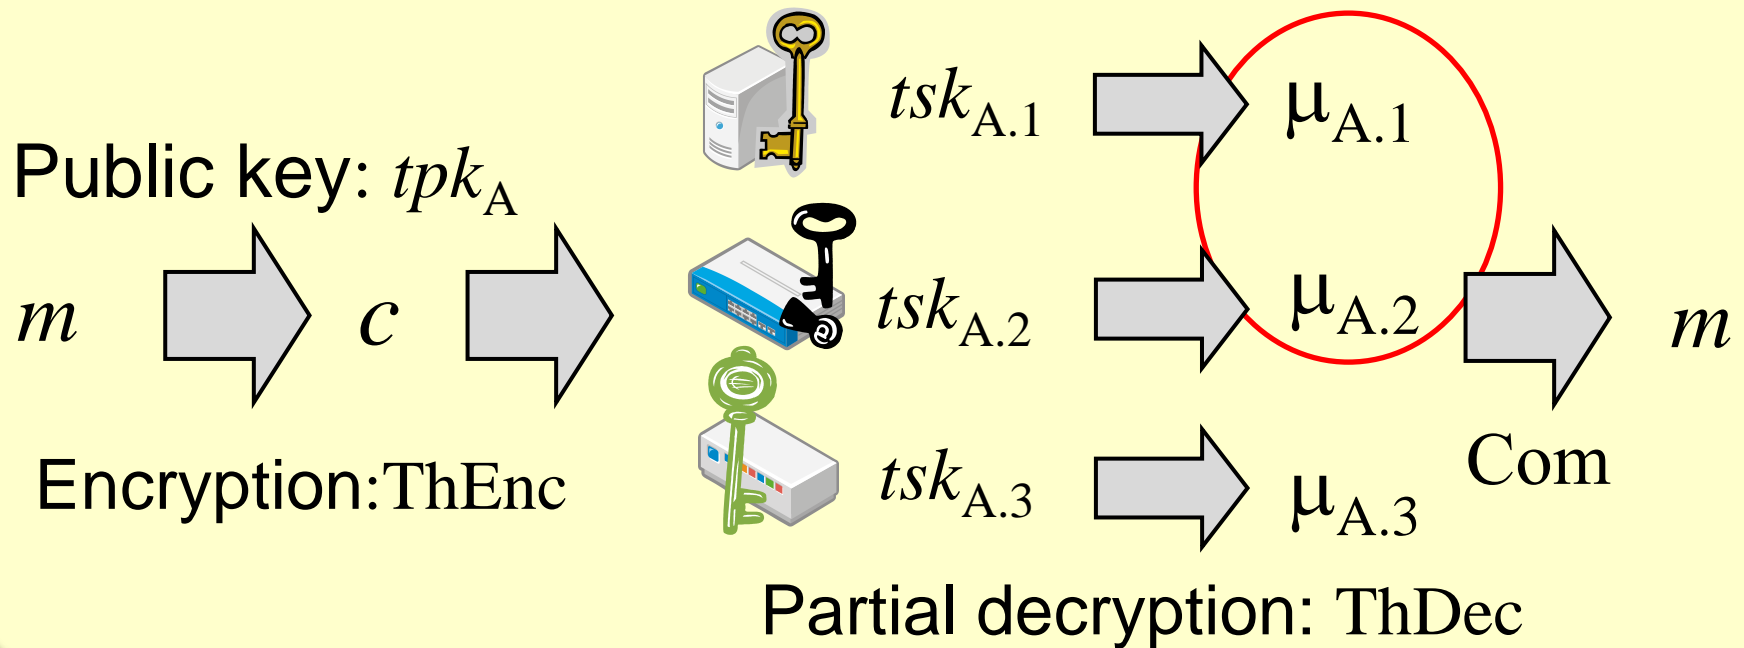 Public key: tpk_A
m
c
tsk_A.1
μ_A.1
tsk_A.2
μ_A.2
m
tsk_A.3
μ_A.3
Com
Encryption:ThEnc
Partial decryption: ThDec